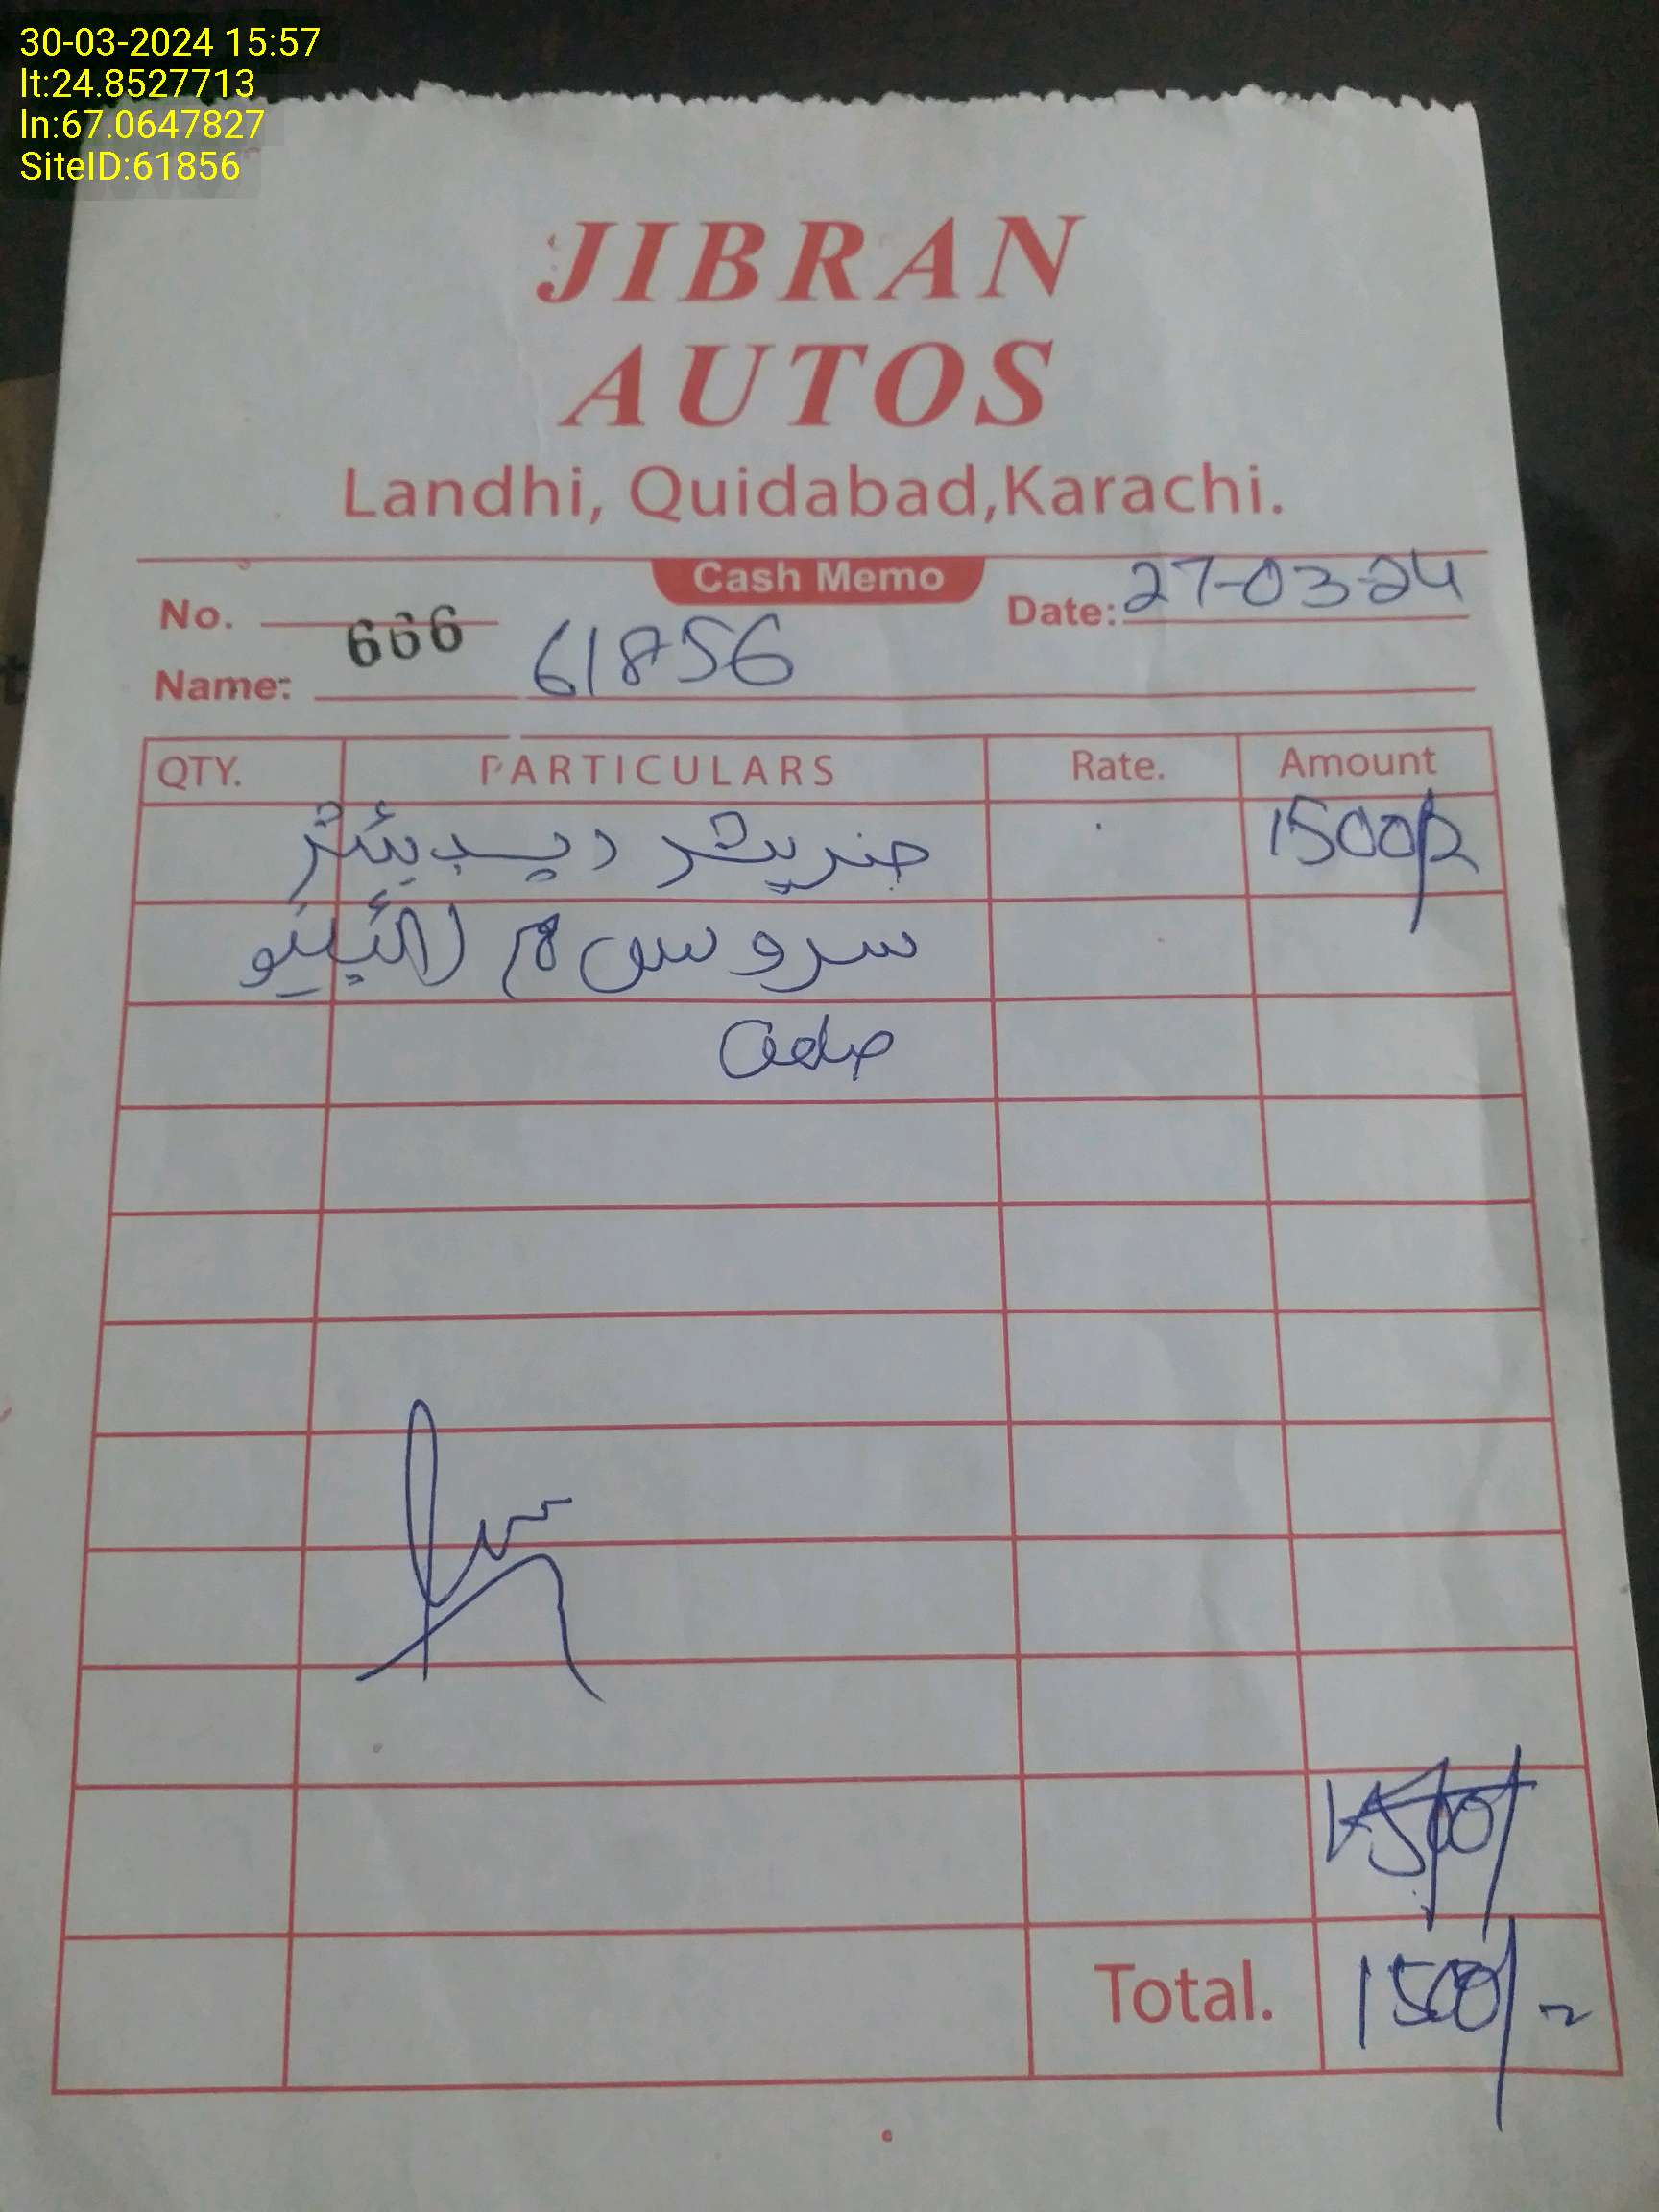 30-03-2024 15:57
lt:24.8527713
ln:67.0647827
SiteID:61856
JIBRAN
AUTOS
Landhi, Quidabad,Karachi.
Cash Memo
No. 666 Date: 27-03-24
Name: 61856
QTY. PARTICULARS Rate. Amount
جنریٹر ریڈیئٹر 1500/-
سروس
1500/
Total. 1500/-